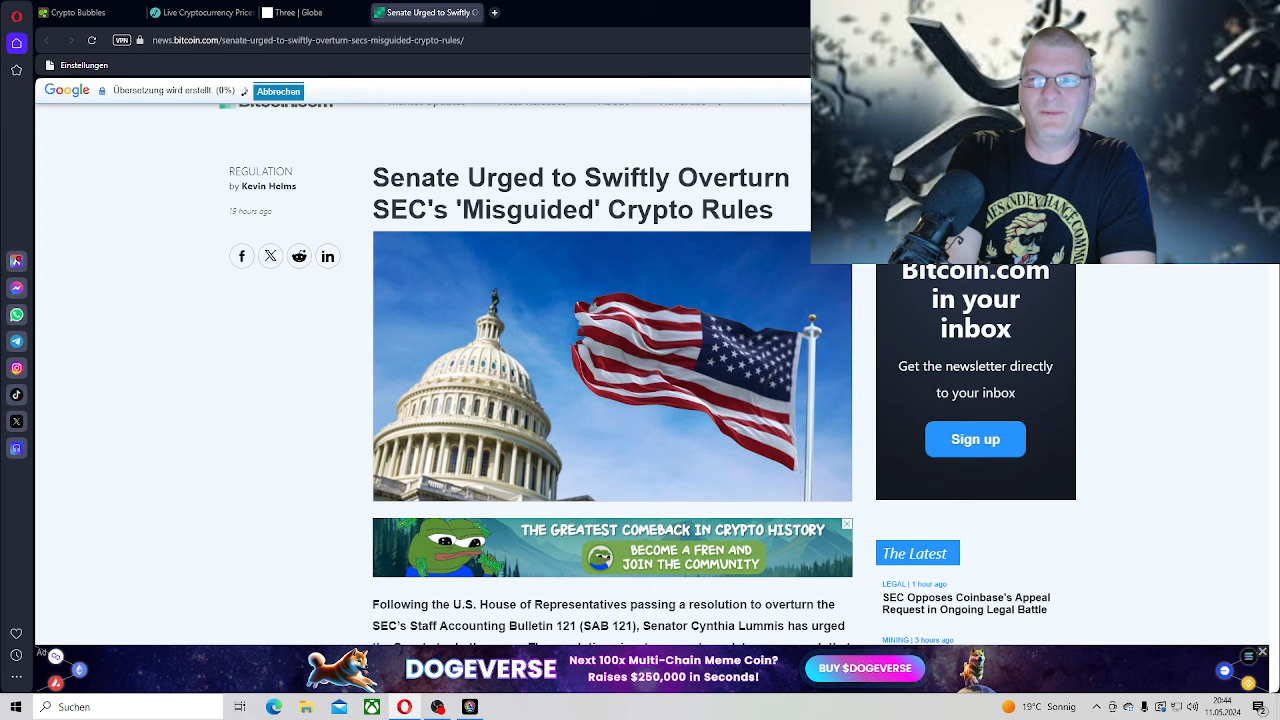 Crypto Bubbles
Live Cryptocurrency Price
Three | Globe
Senate Urged to Swiftly O
VPN
news.bitcoin.com/senate-urged-to-swiftly-overturn-secs-misguided-crypto-rules/
Einstellungen
Google
Übersetzung wird erstellt. (0%)
Abbrechen
REGULATION
by Kevin Helms
19 hours ago
Senate Urged to Swiftly Overturn
SEC's 'Misguided' Crypto Rules
THE GREATEST COMEBACK IN CRYPTO HISTORY
BECOME A FREN AND
JOIN THE COMMUNITY
Following the U.S. House of Representatives passing a resolution to overturn the
SEC's Staff Accounting Bulletin 121 (SAB 121), Senator Cynthia Lummis has urged
Bitcoin.com
in your
inbox
Get the newsletter directly
to your inbox
Sign up
The Latest
LEGAL | 1 hour ago
SEC Opposes Coinbase's Appeal
Request in Ongoing Legal Battle
MINING | 3 hours ago
Ad
DOGEVERSE
Next 100x Multi-Chain Meme Coin?
Raises $250,000 in Seconds!
BUY $DOGEVERSE
Suchen
19°C Sonnig
20:44
11.05.2024